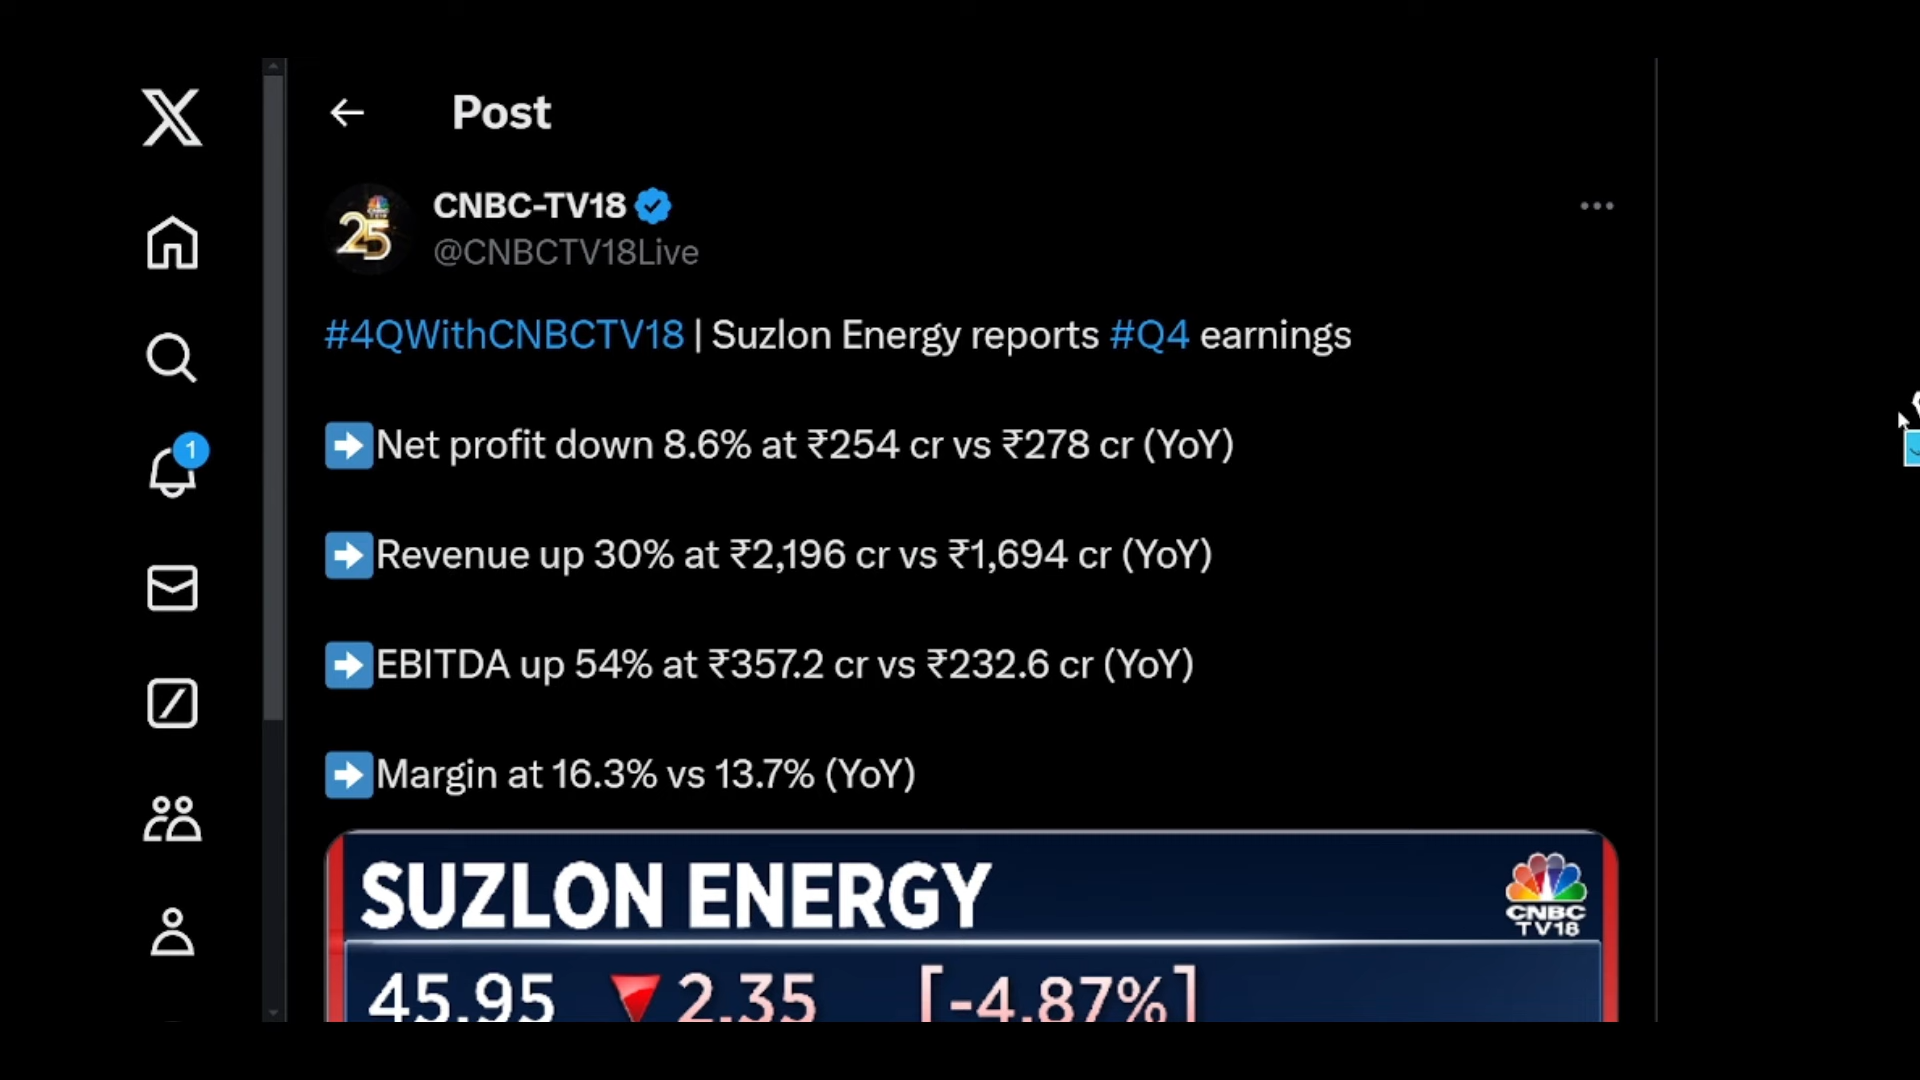 Post
25
CNBC-TV18
@CNBCTV18Live
#4QWithCNBCTV18 | Suzlon Energy reports #Q4 earnings
1
Net profit down 8.6% at ₹254 cr vs ₹278 cr (YoY)
Revenue up 30% at ₹2,196 cr vs ₹1,694 cr (YoY)
EBITDA up 54% at ₹357.2 cr vs ₹232.6 cr (YoY)
Margin at 16.3% vs 13.7% (YoY)
SUZLON ENERGY
CNBC
TV18
45.95 ▼ 2.35 [-4.87%]